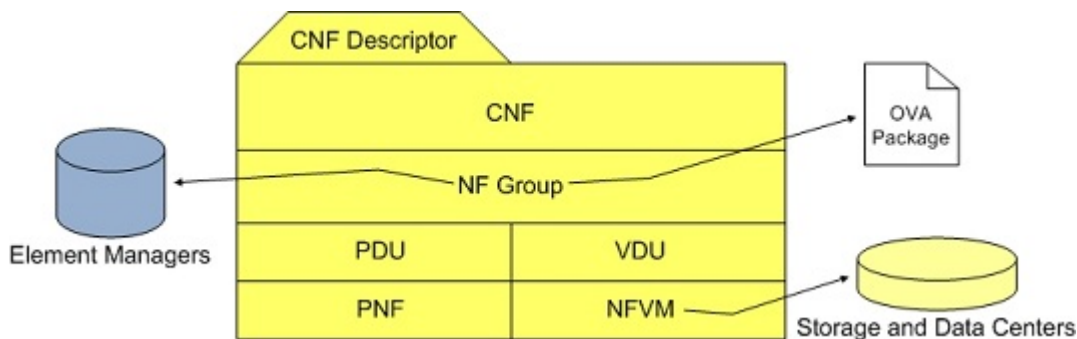 CNF Descriptor
CNF
OVA
Package
NF Group
Element Managers
PDU
VDU
PNF
NFVM
Storage and Data Centers